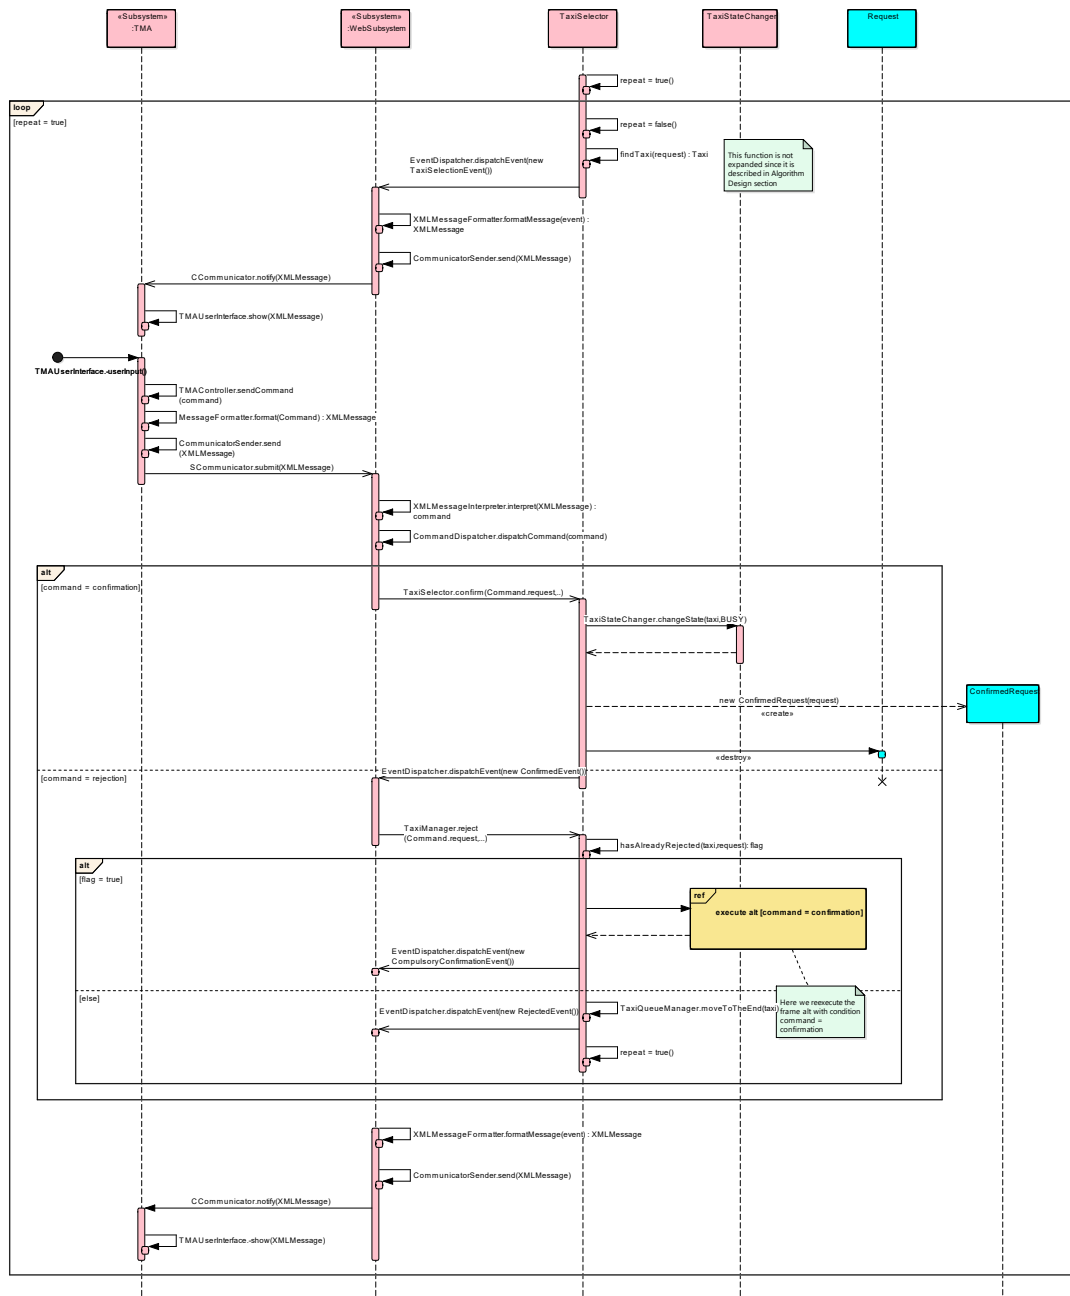 «Subsystem»
:TMA
«Subsystem»
:WebSubsystem
TaxiSelector
TaxiStateChanger
Request
repeat = true()
loop
[repeat = true]
repeat = false()
findTaxi(request) : Taxi
This function is not
expanded since it is
described in Algorithm
Design section
EventDispatcher.dispatchEvent(new
TaxiSelectionEvent())
XMLMessageFormatter.formatMessage(event) :
XMLMessage
CommunicatorSender.send(XMLMessage)
CCommunicator.notify(XMLMessage)
TMAUserInterface.show(XMLMessage)
TMAUserInterface.-userInput()
TMAController.sendCommand
(command)
MessageFormatter.format(Command) : XMLMessage
CommunicatorSender.send
(XMLMessage)
SCommunicator.submit(XMLMessage)
XMLMessageInterpreter.interpret(XMLMessage) :
command
CommandDispatcher.dispatchCommand(command)
alt
[command = confirmation]
TaxiSelector.confirm(Command.request,..)
TaxiStateChanger.changeState(taxi,BUSY)
ConfirmedReques
new ConfirmedRequest(request)
«create»
«destroy»
[command = rejection]
EventDispatcher.dispatchEvent(new ConfirmedEvent())
TaxiManager.reject
(Command.request,..)
hasAlreadyRejected(taxi,request): flag
alt
[flag = true]
ref
execute alt [command = confirmation]
EventDispatcher.dispatchEvent(new
CompulsoryConfirmationEvent())
[else]
Here we reexecute the
frame alt with condition
command =
confirmation
TaxiQueueManager.moveToTheEnd(taxi)
EventDispatcher.dispatchEvent(new RejectedEvent())
repeat = true()
XMLMessageFormatter.formatMessage(event) : XMLMessage
CommunicatorSender.send(XMLMessage)
CCommunicator.notify(XMLMessage)
TMAUserInterface.-show(XMLMessage)